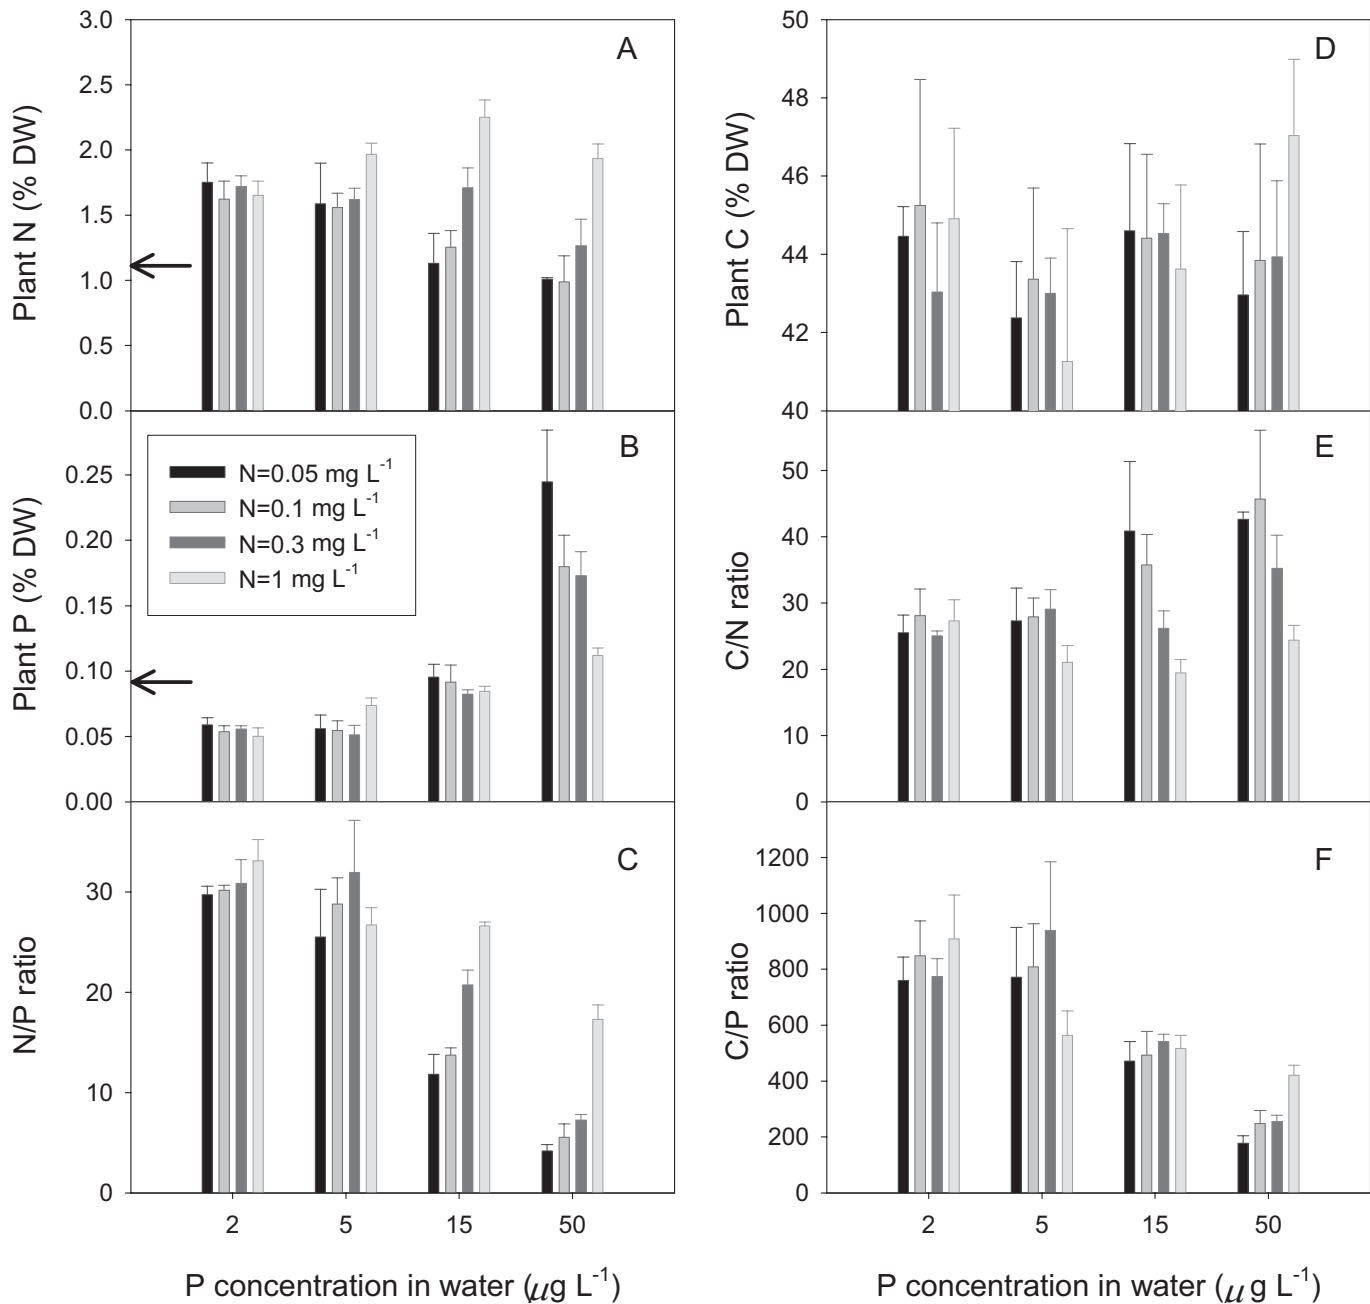 A
Plant N (% DW)
3.0
2.5
2.0
1.5
1.0
0.5
0.0
B
Plant P (% DW)
0.25
0.20
0.15
0.10
0.05
0.00
N=0.05 mg L⁻¹
N=0.1 mg L⁻¹
N=0.3 mg L⁻¹
N=1 mg L⁻¹
C
N/P ratio
30
20
10
0
2 5 15 50
P concentration in water (μg L⁻¹)
D
Plant C (% DW)
50
48
46
44
42
40
E
C/N ratio
50
40
30
20
10
0
F
C/P ratio
1200
1000
800
600
400
200
0
2 5 15 50
P concentration in water (μg L⁻¹)